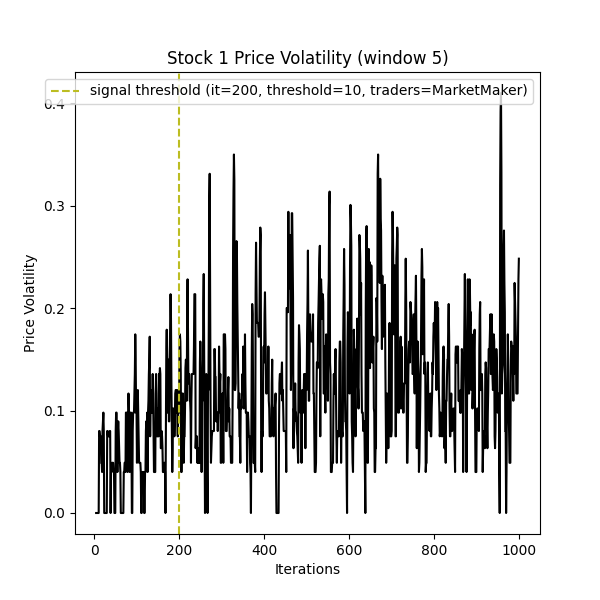 Stock 1 Price Volatility (window 5)
signal threshold (it=200, threshold=10, traders=MarketMaker)
0.4
0.3
0.2
0.1
0.0
Price Volatility
0 200 400 600 800 1000
Iterations